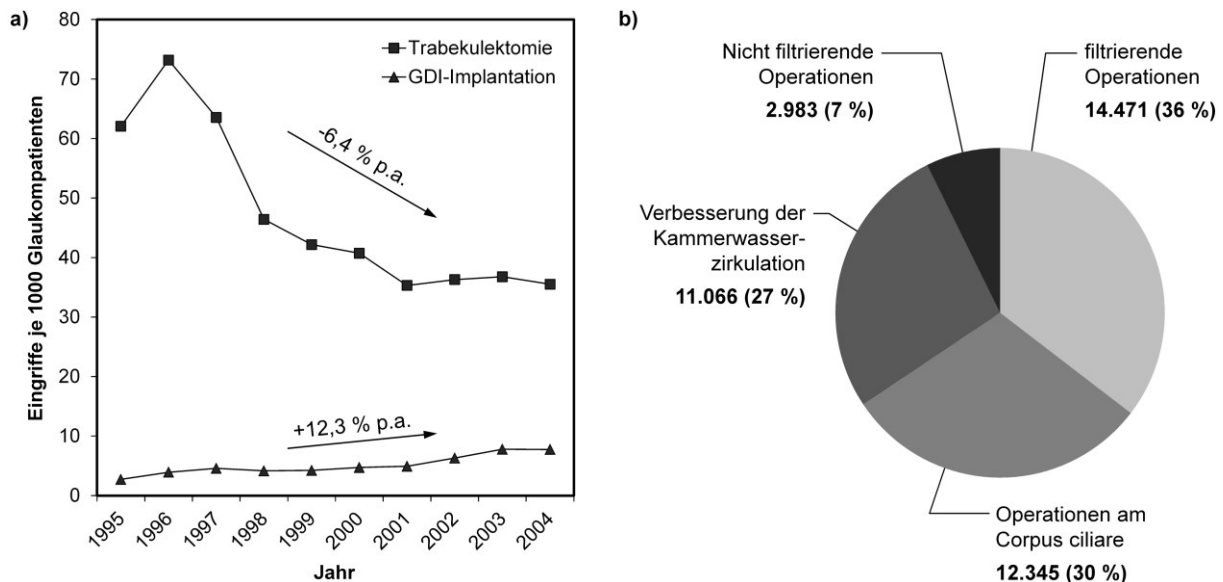 a)
80
70
60
50
40
30
20
10
0
Eingriffe je 1000 Glaukompatienten
Trabekulektomie
GDI-Implantation
-6,4 % p.a.
+12,3 % p.a.
1995
1996
1997
1998
1999
2000
2001
2002
2003
2004
Jahr
b)
Nicht filtrierende
Operationen
2.983 (7 %)
filtrierende
Operationen
14.471 (36 %)
Verbesserung der
Kammerwasser-
zirkulation
11.066 (27 %)
Operationen am
Corpus ciliare
12.345 (30 %)